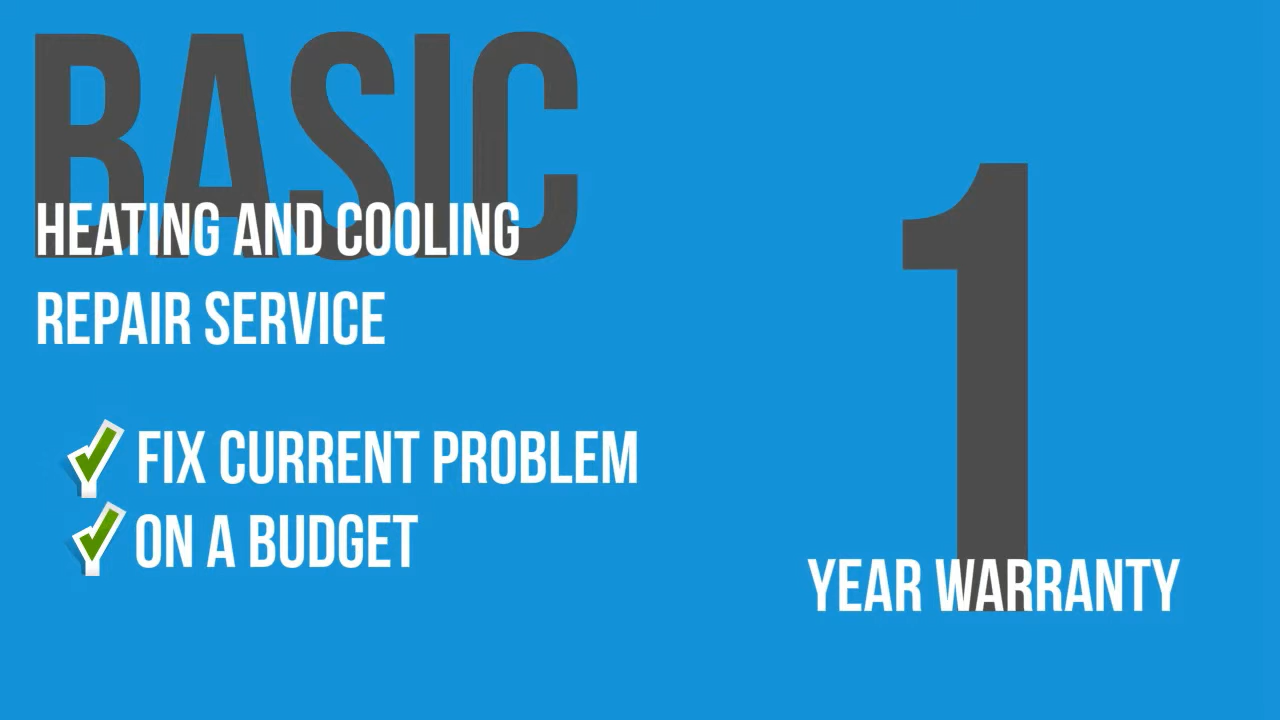 BASIC
HEATING AND COOLING
REPAIR SERVICE
FIX CURRENT PROBLEM
ON A BUDGET
1
YEAR WARRANTY